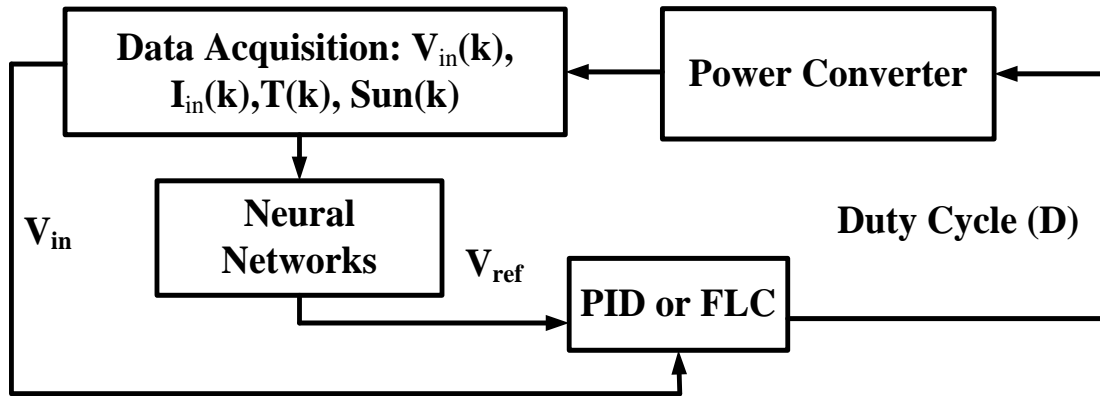 Data Acquisition: Vin(k),
Iin(k),T(k), Sun(k)
Power Converter
Neural
Networks
Vin
Vref
Duty Cycle (D)
PID or FLC